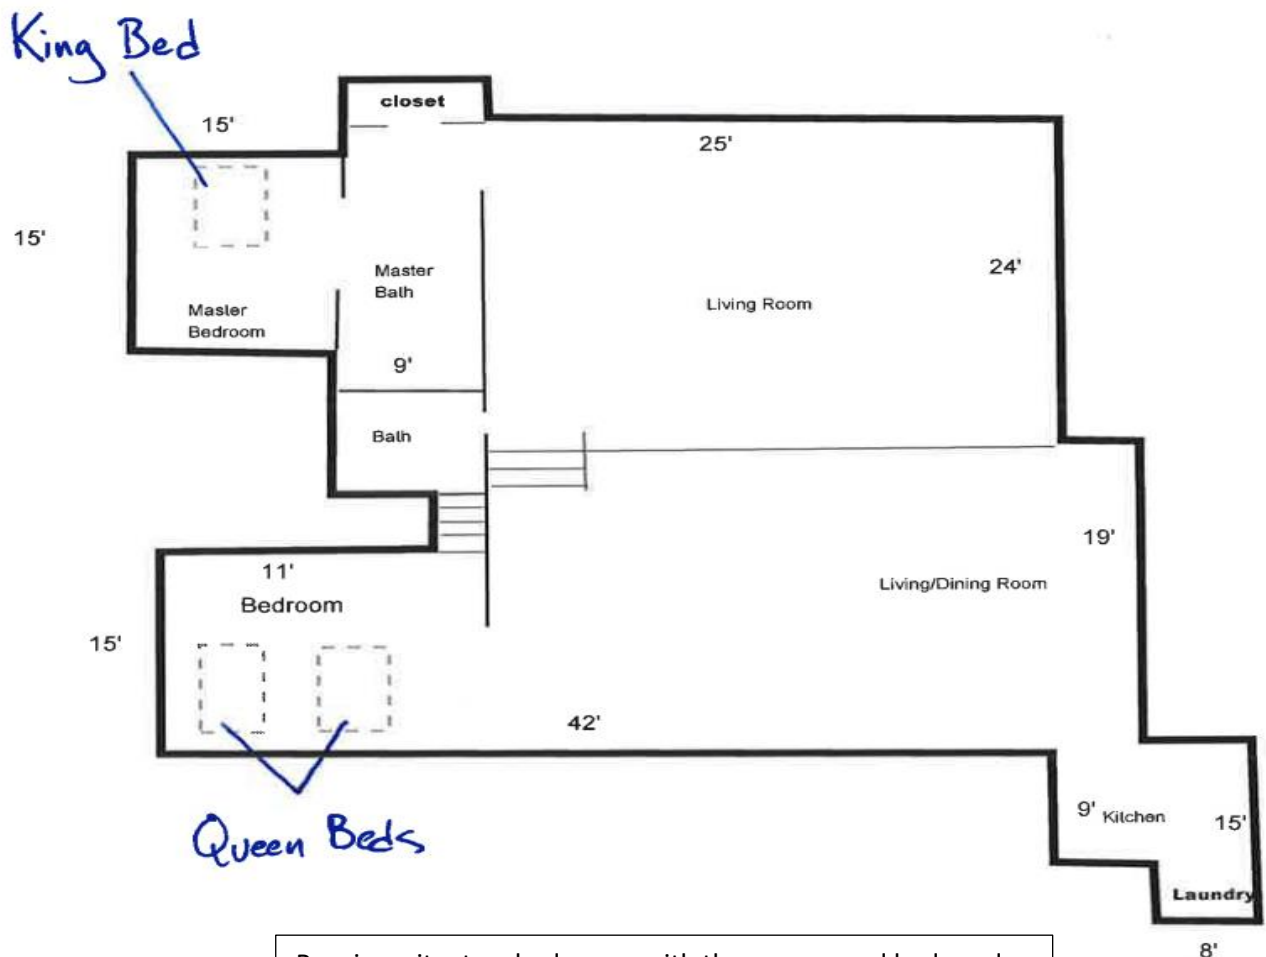 King Bed
closet
15'
25'
15'
24'
Master
Bath
Living Room
Master
Bedroom
9'
Bath
19'
11'
Living/Dining Room
Bedroom
15'
42'
9' Kitchen
15'
Queen Beds
Laundry
8'